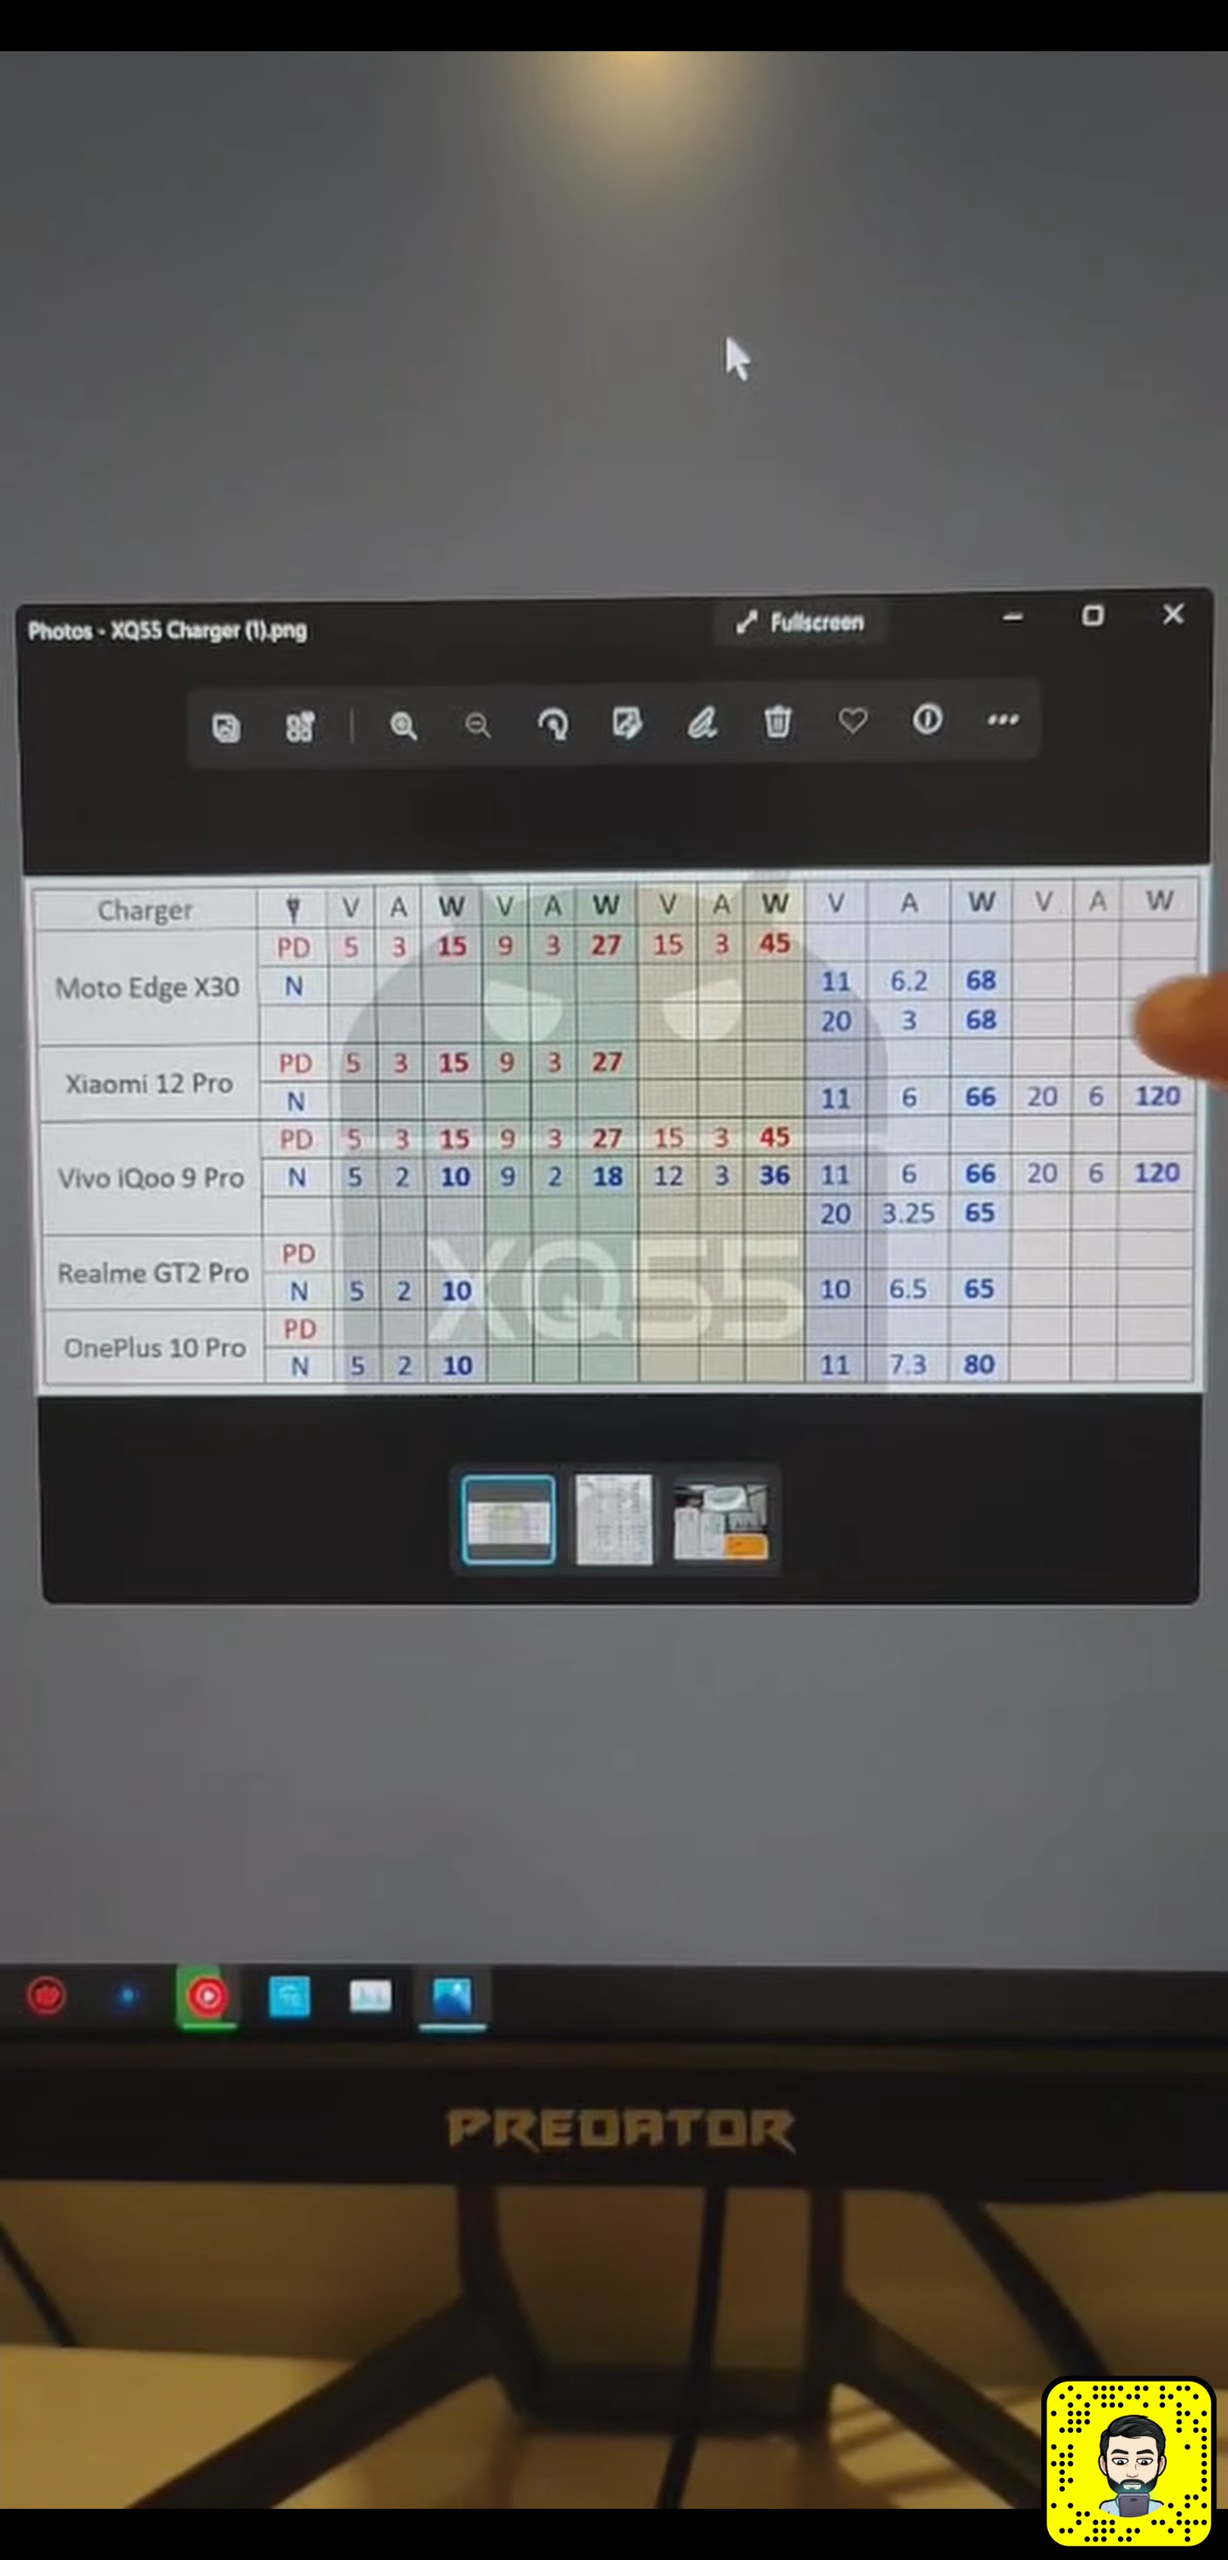 Photos - XQ55 Charger (1).png
Fullscreen
Charger V A W V A W V A W V A W V A W
Moto Edge X30
PD 5 3 15 9 3 27 15 3 45
N 11 6.2 68
20 3 68
Xiaomi 12 Pro
PD 5 3 15 9 3 27
N 11 6 66 20 6 120
Vivo iQoo 9 Pro
PD 5 3 15 9 3 27 15 3 45
N 5 2 10 9 2 18 12 3 36 11 6 66 20 6 120
20 3.25 65
Realme GT2 Pro
PD
N 5 2 10 10 6.5 65
OnePlus 10 Pro
PD
N 5 2 10 11 7.3 80
XQ55
PREDATOR